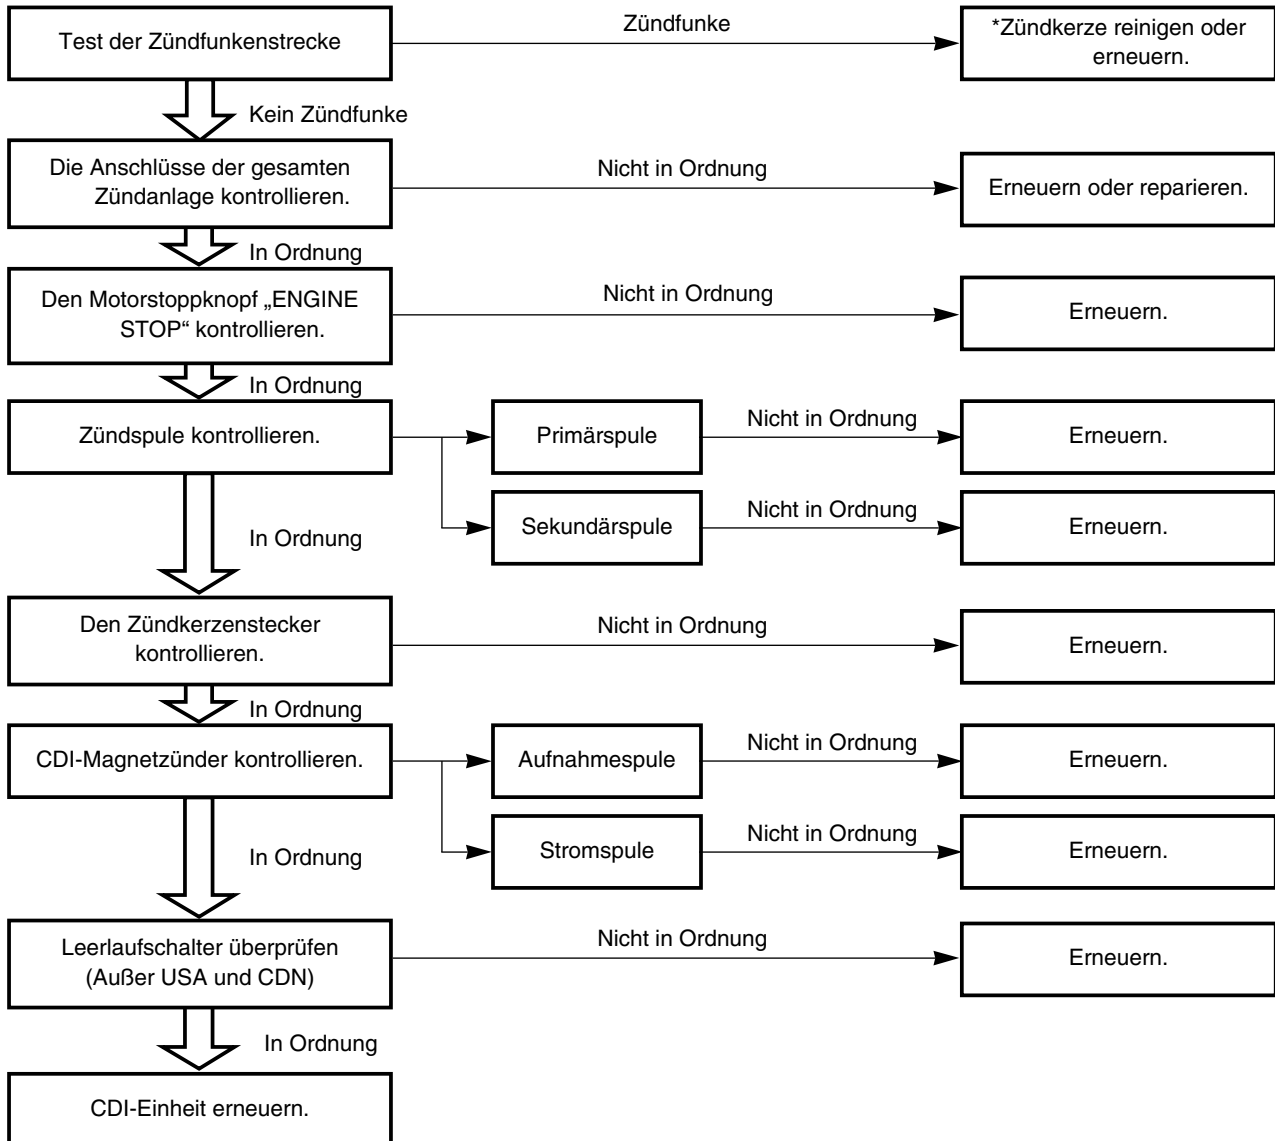 Test der Zündfunkenstrecke
Zündfunke
*Zündkerze reinigen oder
erneuern.
Kein Zündfunke
Die Anschlüsse der gesamten
Zündanlage kontrollieren.
Nicht in Ordnung
Erneuern oder reparieren.
In Ordnung
Den Motorstoppknopf „ENGINE
STOP“ kontrollieren.
Nicht in Ordnung
Erneuern.
In Ordnung
Zündspule kontrollieren.
Primärspule
Nicht in Ordnung
Erneuern.
Sekundärspule
Nicht in Ordnung
Erneuern.
In Ordnung
Den Zündkerzenstecker
kontrollieren.
Nicht in Ordnung
Erneuern.
In Ordnung
CDI-Magnetzünder kontrollieren.
Aufnahmespule
Nicht in Ordnung
Erneuern.
Stromspule
Nicht in Ordnung
Erneuern.
In Ordnung
Leerlaufschalter überprüfen
(Außer USA und CDN)
Nicht in Ordnung
Erneuern.
In Ordnung
CDI-Einheit erneuern.